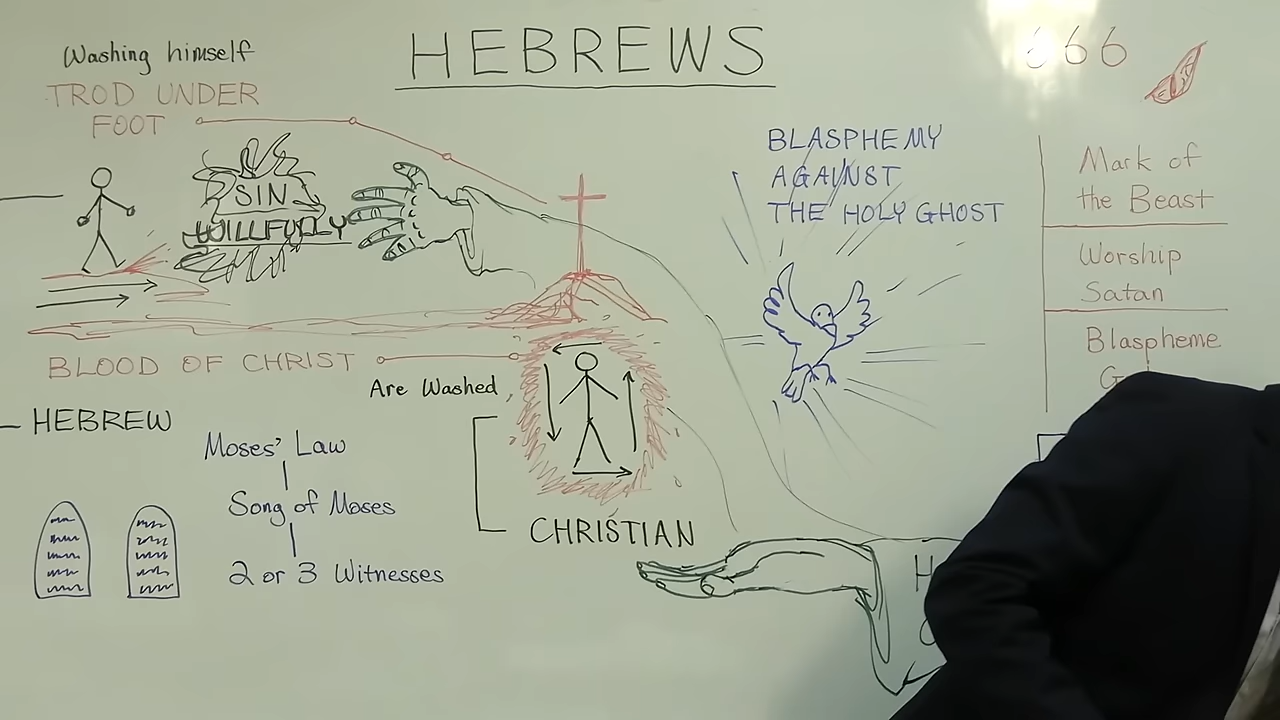 HEBREWS
Washing himself
TROD UNDER
FOOT
SIN
WILLFULLY
BLOOD OF CHRIST
Are Washed
HEBREW
Moses' Law
Song of Moses
2 or 3 Witnesses
CHRISTIAN
BLASPHEMY
AGAINST
THE HOLY GHOST
666
Mark of
the Beast
Worship
Satan
Blaspheme